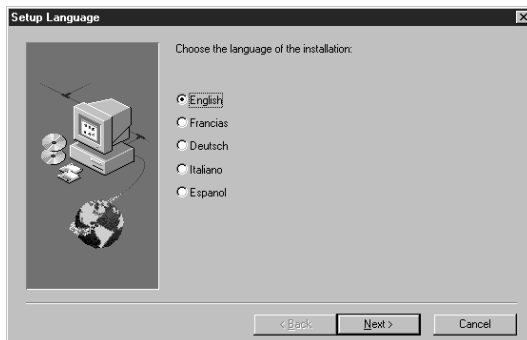 Setup Language
Choose the language of the installation:
English
Francias
Deutsch
Italiano
Espanol
< Back
Next >
Cancel